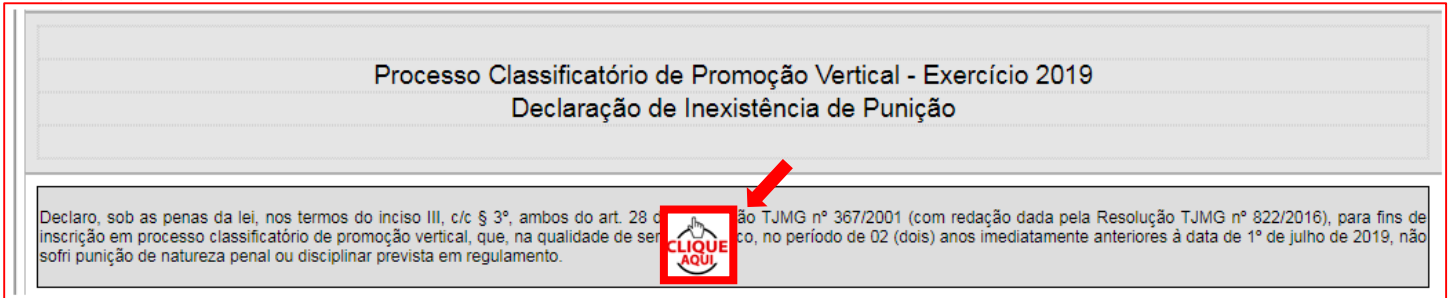 Processo Classificatório de Promoção Vertical - Exercício 2019
Declaração de Inexistência de Punição
Declaro, sob as penas da lei, nos termos do inciso III, c/c § 3º, ambos do art. 28 TJMG nº 367/2001 (com redação dada pela Resolução TJMG nº 822/2016), para fins de
inscrição em processo classificatório de promoção vertical, que, na qualidade de no período de 02 (dois) anos imediatamente anteriores à data de 1º de julho de 2019, não
sofri punição de natureza penal ou disciplinar prevista em regulamento.
CLIQUE
AQUI